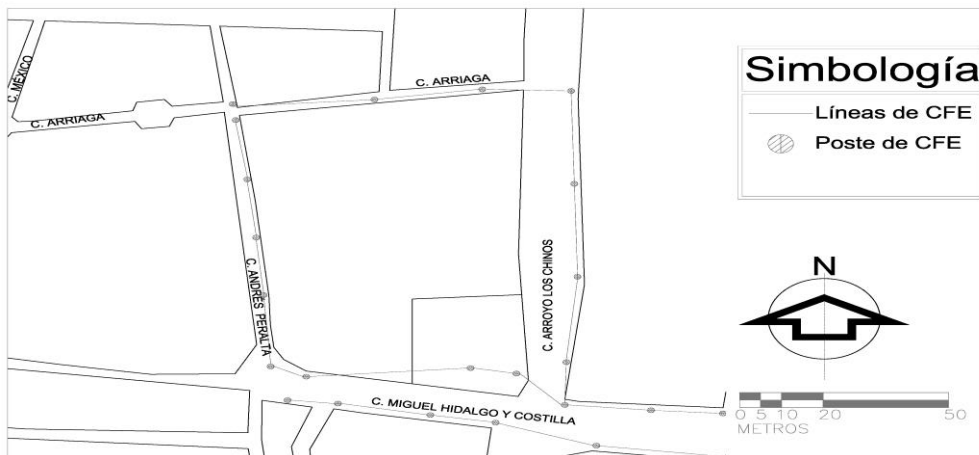 C. MÉXICO
C. ARRIAGA
C. ARRIAGA
C. ANDRÉS PERALTA
C. ARROYO LOS CHINOS
C. MIGUEL HIDALGO Y COSTILLA
Simbología
Líneas de CFE
Poste de CFE
N
0 5 10 20 50
METROS